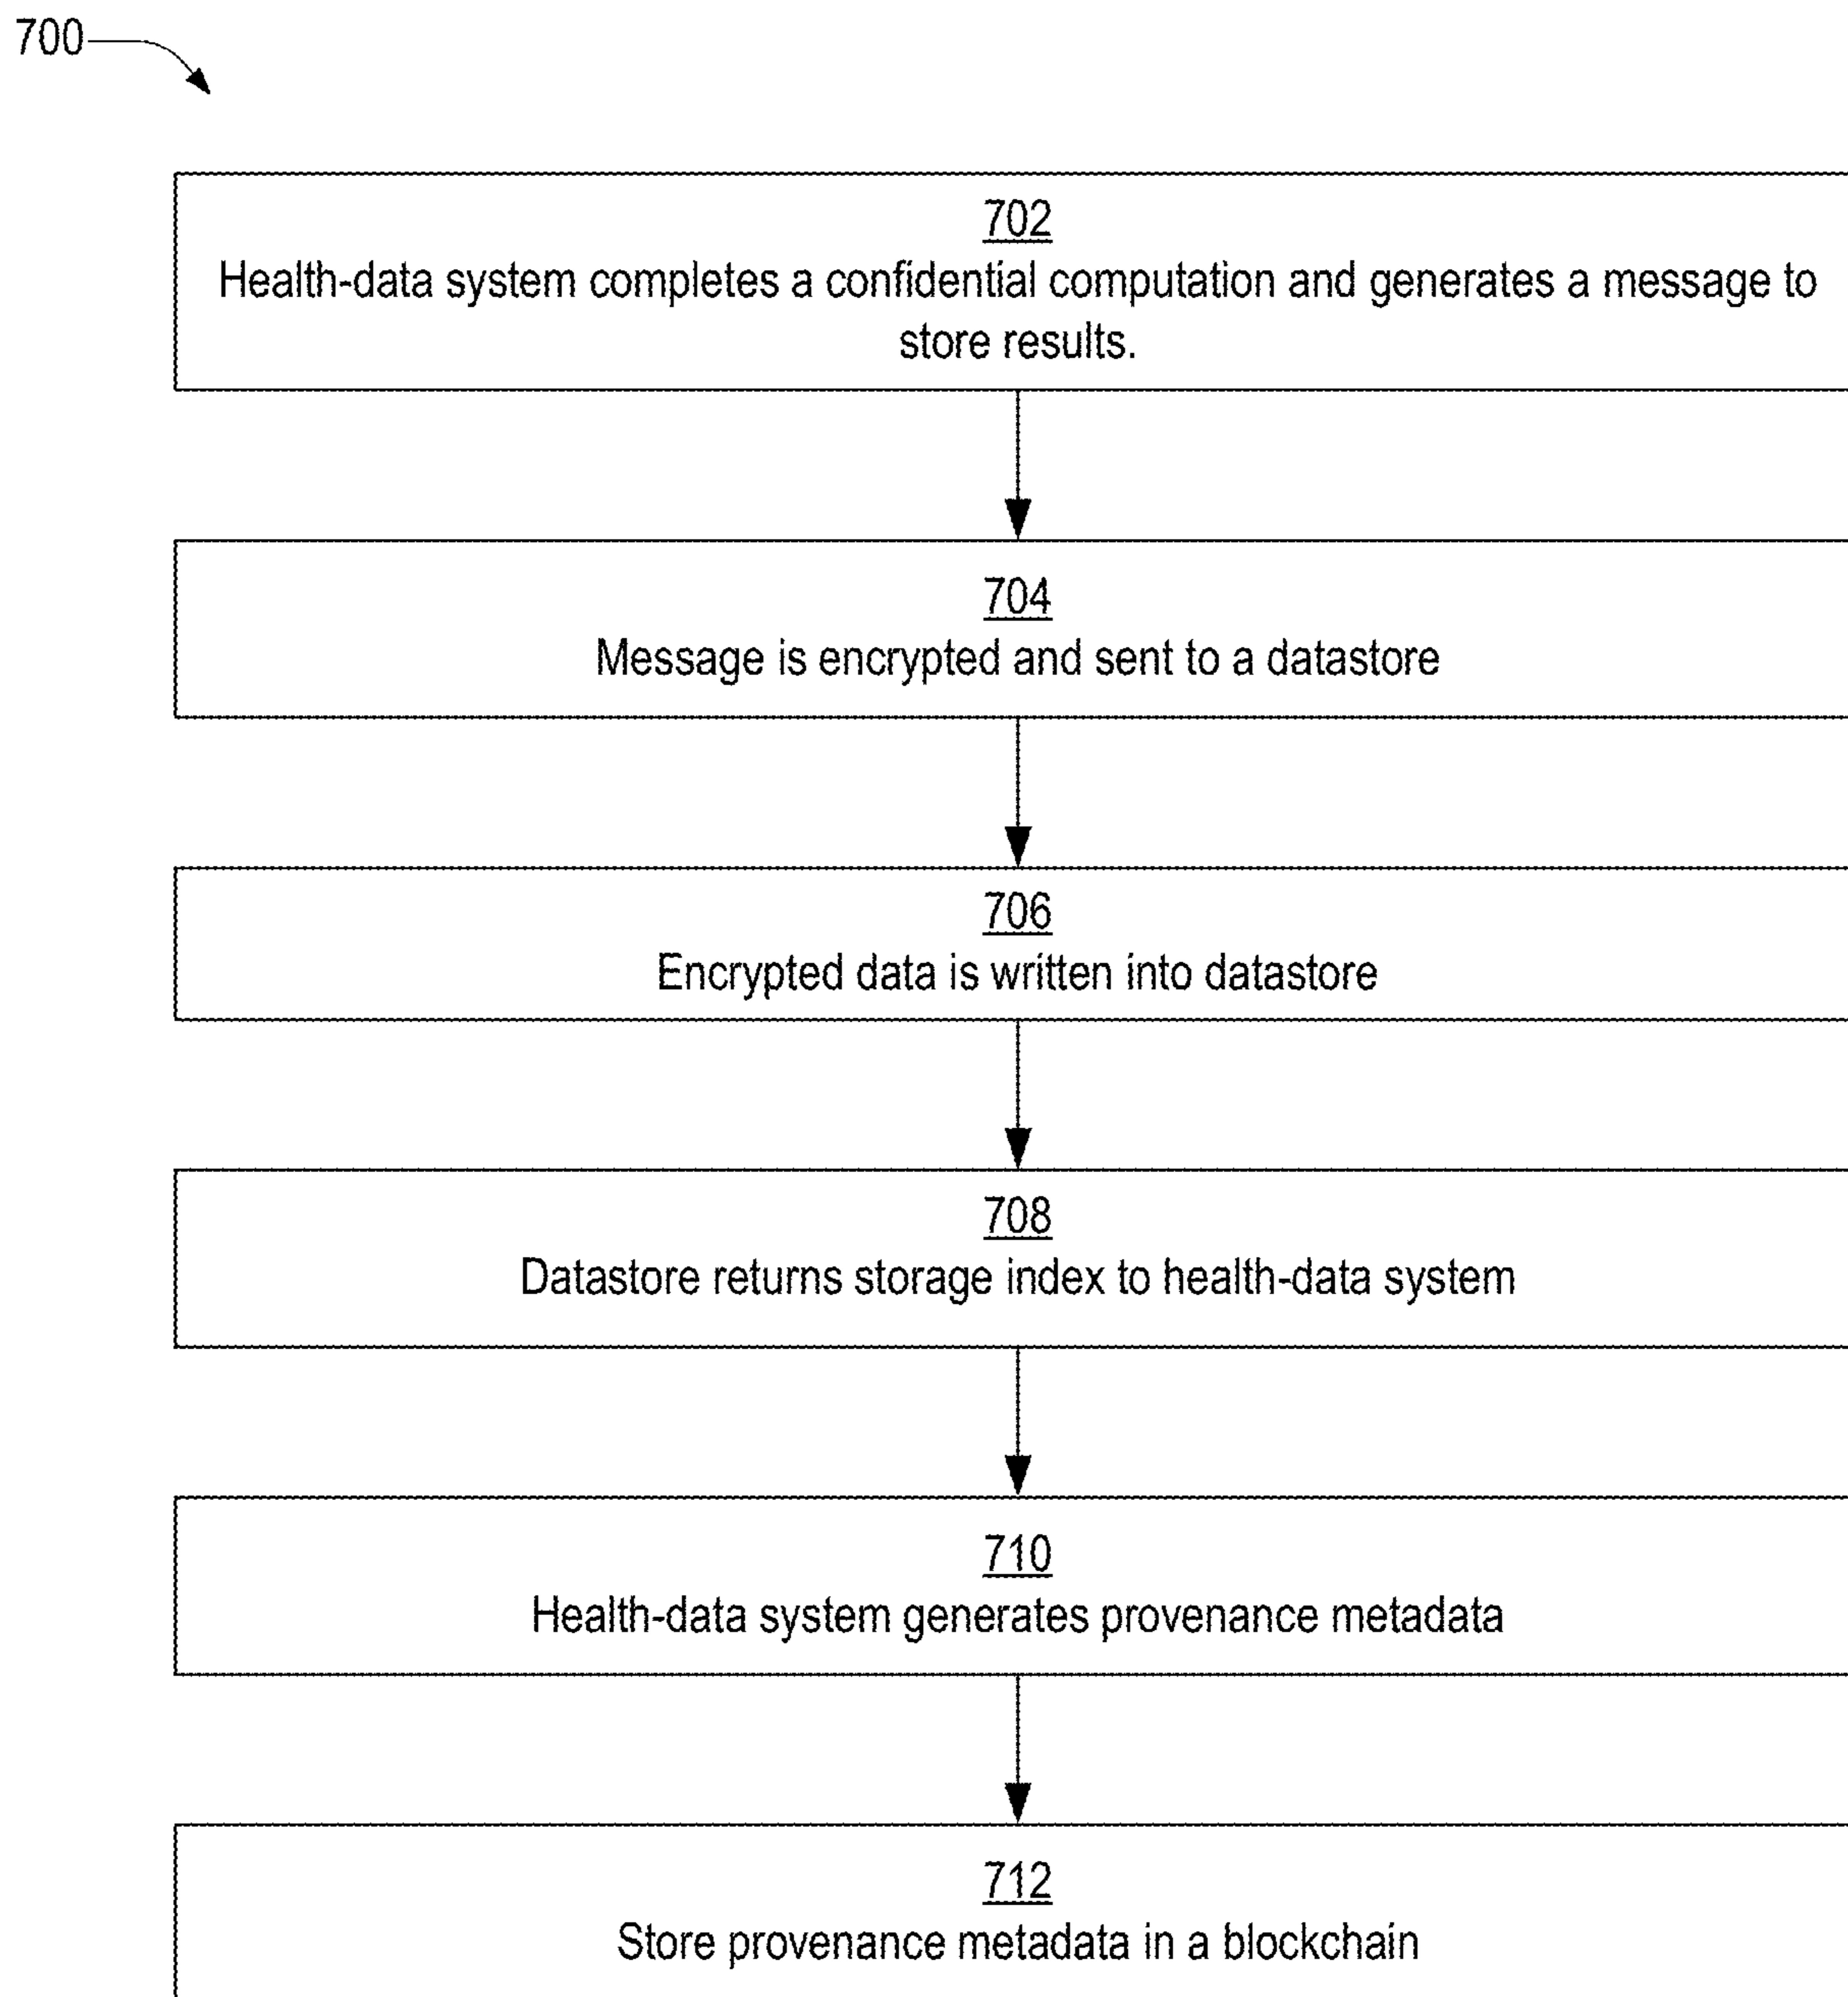 700
702
Health-data system completes a confidential computation and generates a message to
store results.
704
Message is encrypted and sent to a datastore
706
Encrypted data is written into datastore
708
Datastore returns storage index to health-data system
710
Health-data system generates provenance metadata
712
Store provenance metadata in a blockchain